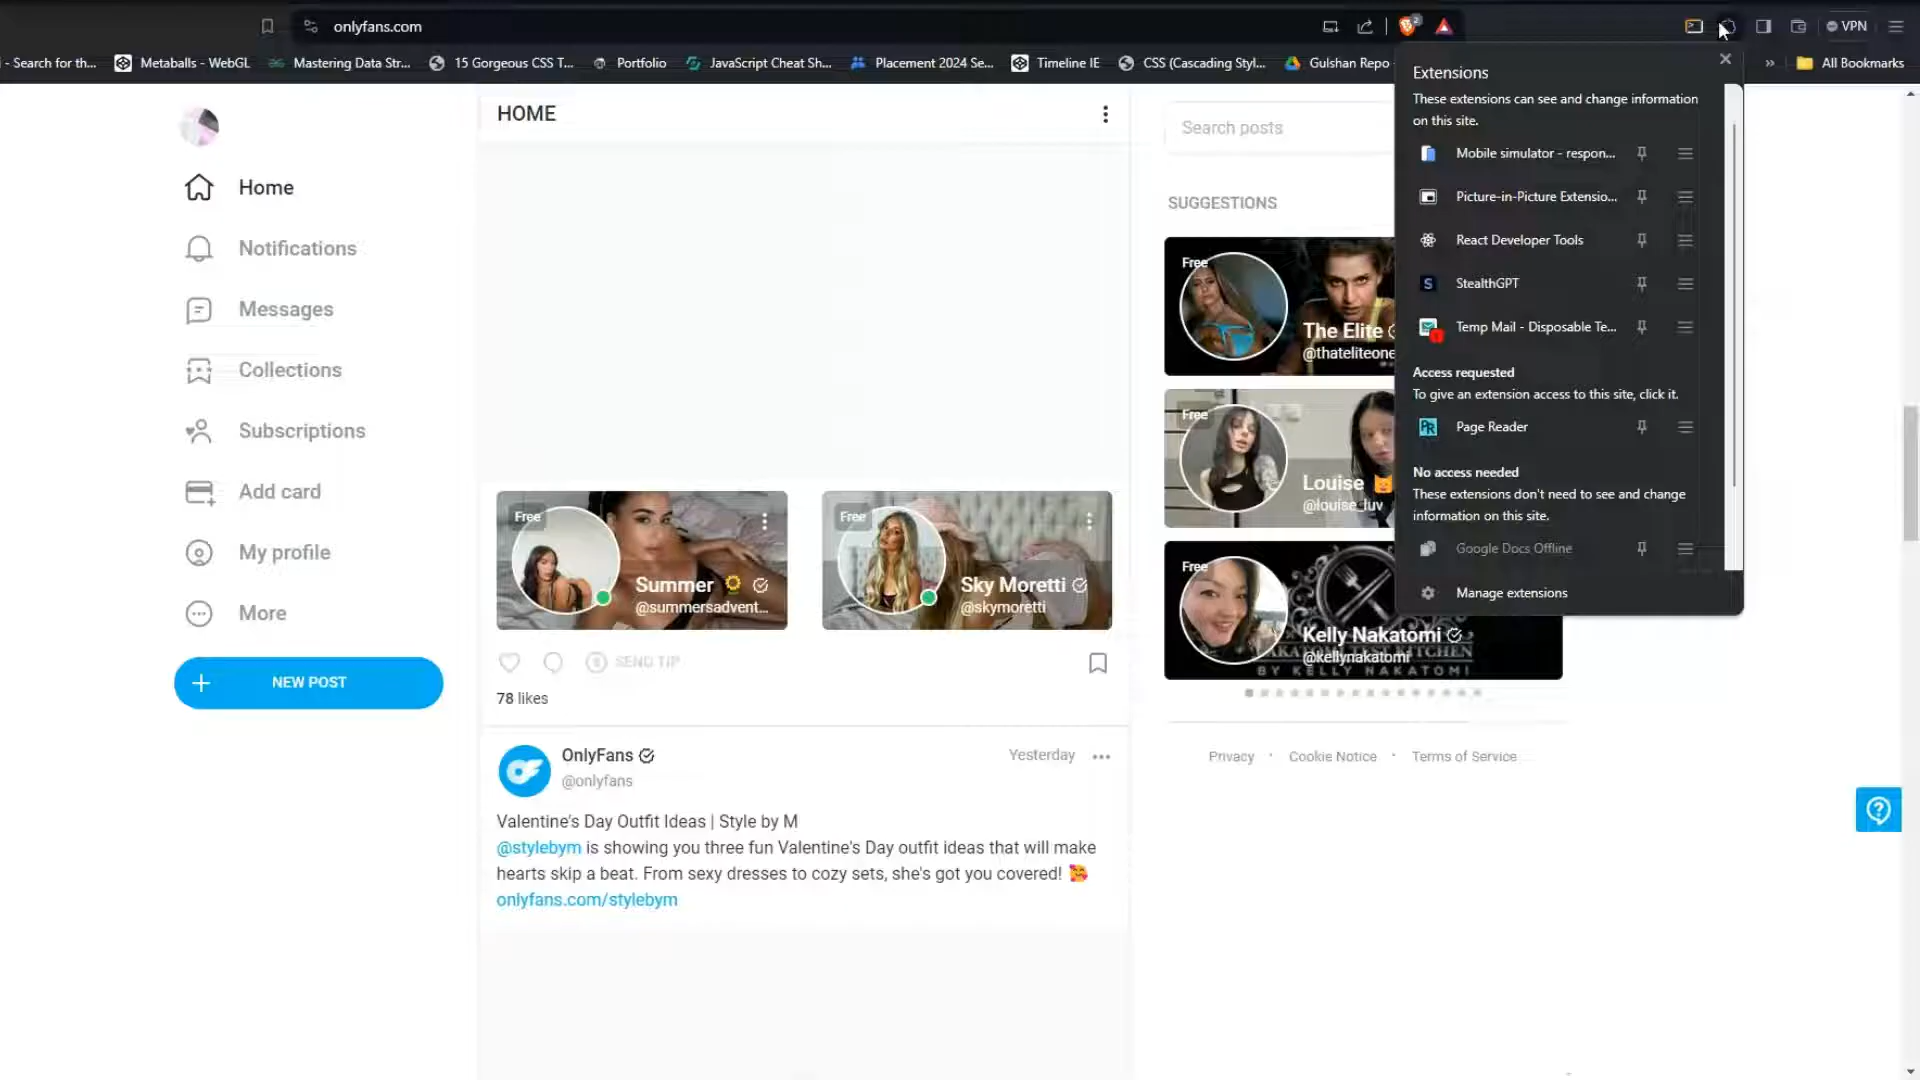 onlyfans.com
2
VPN
- Search for th...
Metaballs - WebGL
Mastering Data Str...
15 Gorgeous CSS T...
Portfolio
JavaScript Cheat Sh...
Placement 2024 Se...
Timeline IE
CSS (Cascading Styl...
Gulshan Repo
»
All Bookmarks
Home
Notifications
Messages
Collections
Subscriptions
Add card
My profile
More
NEW POST
HOME
Free
Summer
@summersadvent...
Free
Sky Moretti
@skymoretti
SEND TIP
78 likes
OnlyFans
@onlyfans
Yesterday
Valentine's Day Outfit Ideas | Style by M
@stylebym is showing you three fun Valentine's Day outfit ideas that will make
hearts skip a beat. From sexy dresses to cozy sets, she's got you covered! 🥰
onlyfans.com/stylebym
Search posts
SUGGESTIONS
Free
The Elite
@thateliteone
Free
Louise
@louise_luv
Free
Kelly Nakatomi
@kellynakatomi
BY KELLY NAKATOMI
Privacy · Cookie Notice · Terms of Service
Extensions
These extensions can see and change information
on this site.
Mobile simulator - respon...
Picture-in-Picture Extensio...
React Developer Tools
S
StealthGPT
Temp Mail - Disposable Te...
Access requested
To give an extension access to this site, click it.
PR
Page Reader
No access needed
These extensions don't need to see and change
information on this site.
Google Docs Offline
Manage extensions